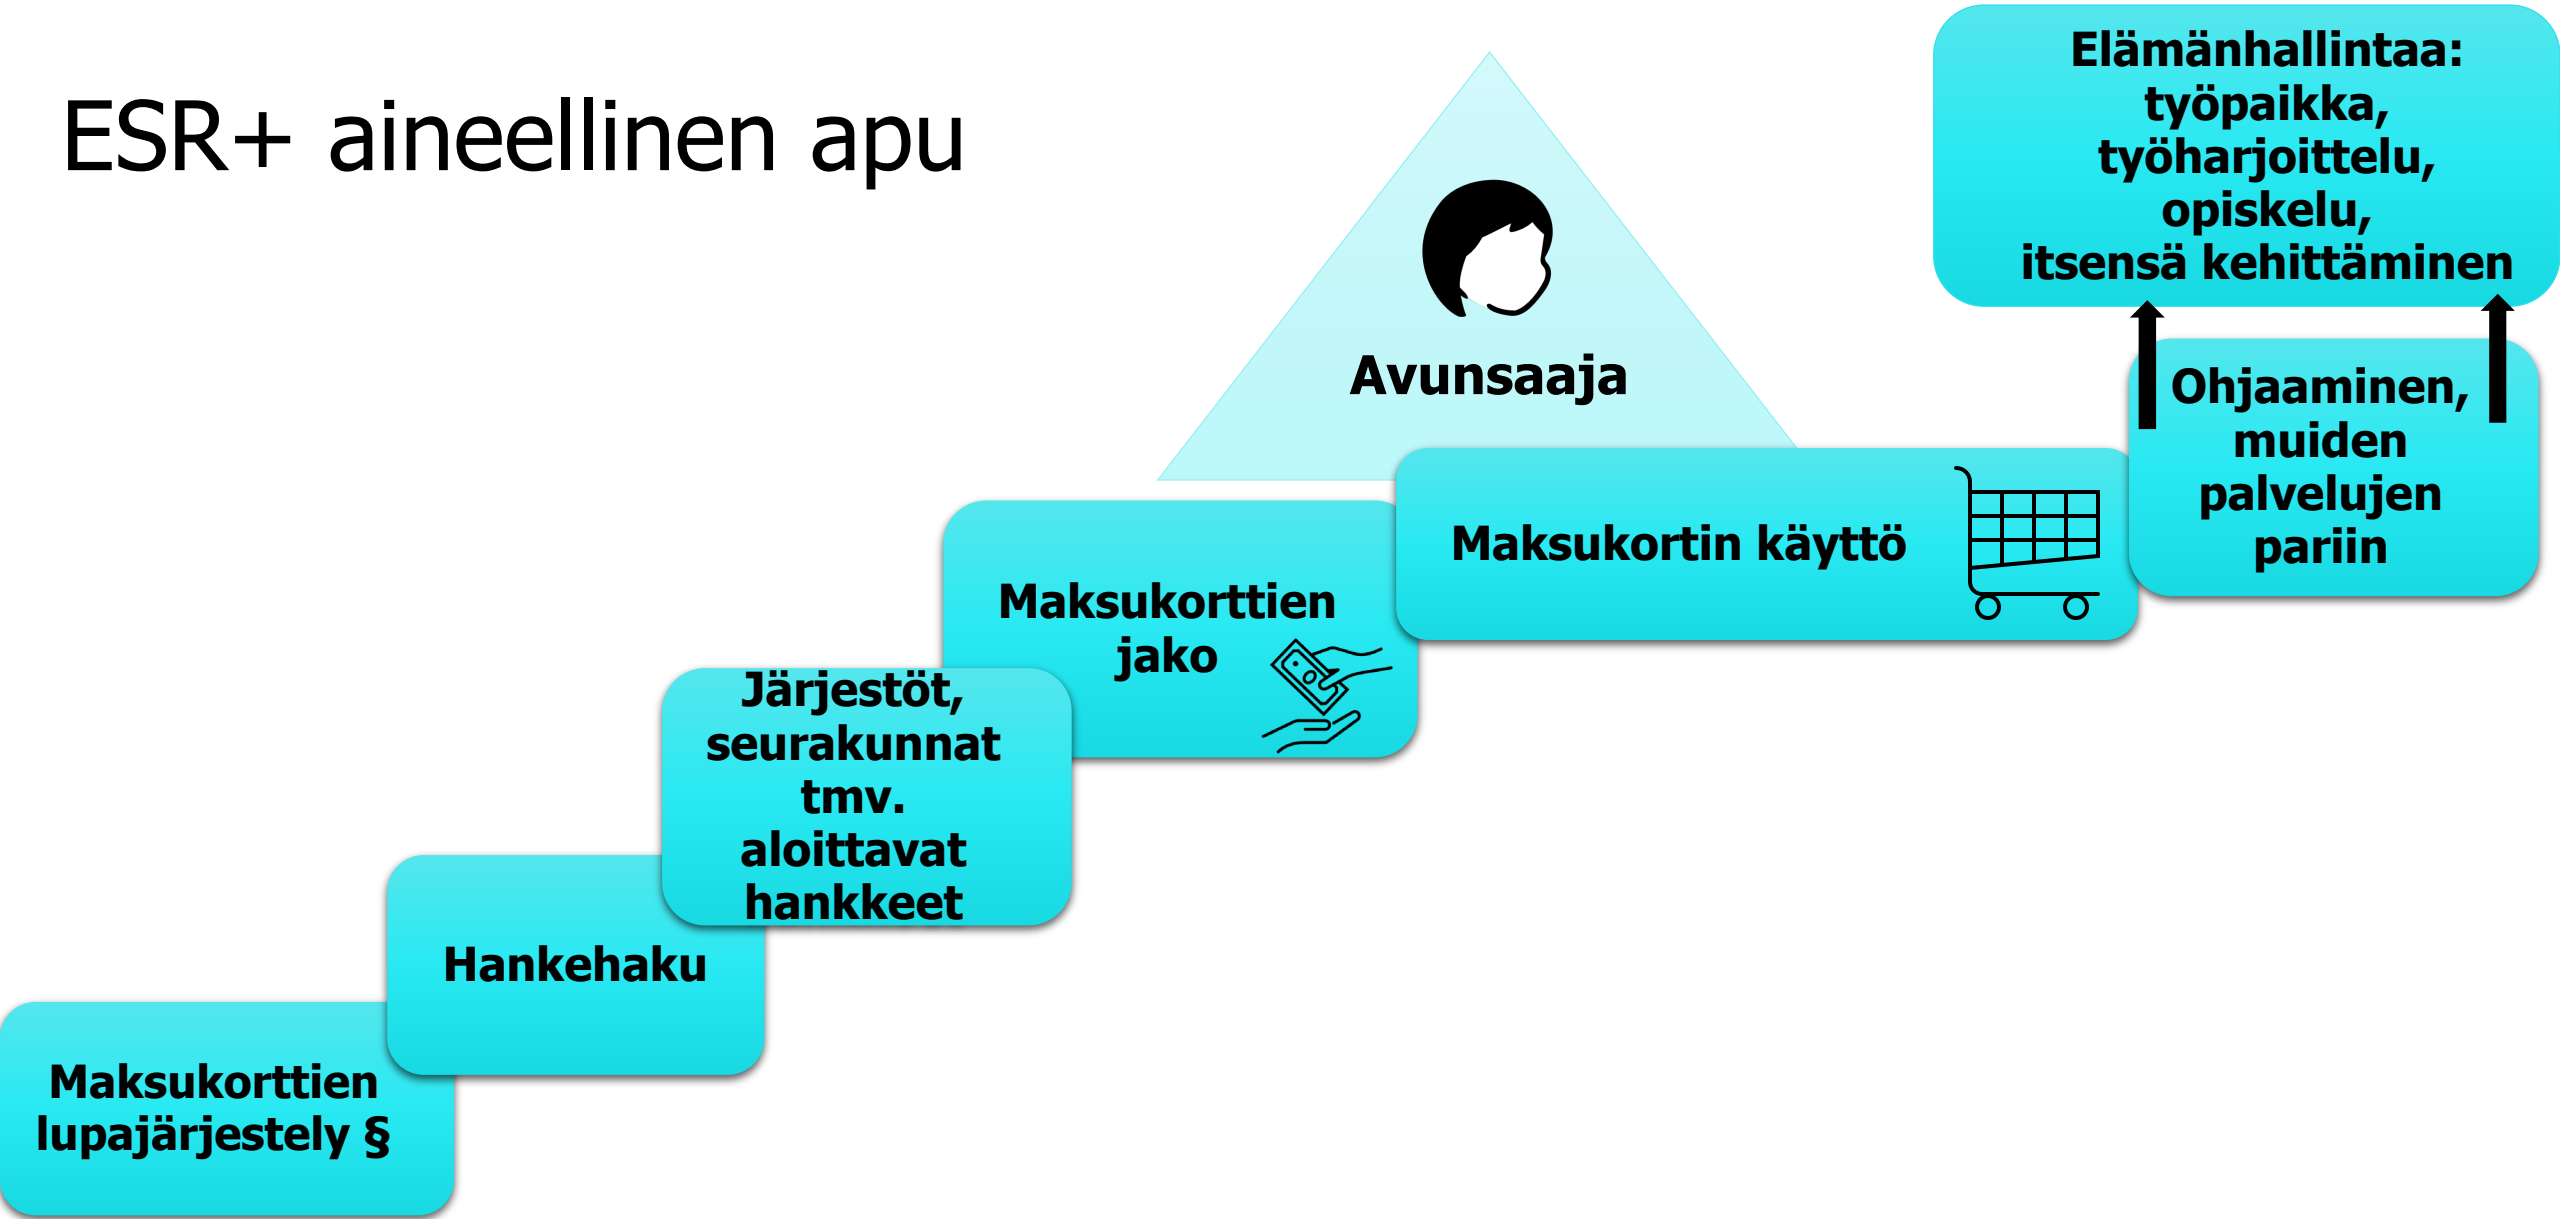 ESR+ aineellinen apu
Elämänhallintaa:
työpaikka,
työharjoittelu,
opiskelu,
itsensä kehittäminen
Avunsaaja
Ohjaaminen,
muiden
palvelujen
pariin
Maksukortin käyttö
Maksukorttien
jako
Järjestöt,
seurakunnat
tmv.
aloittavat
hankkeet
Hankehaku
Maksukorttien
lupajärjestely §